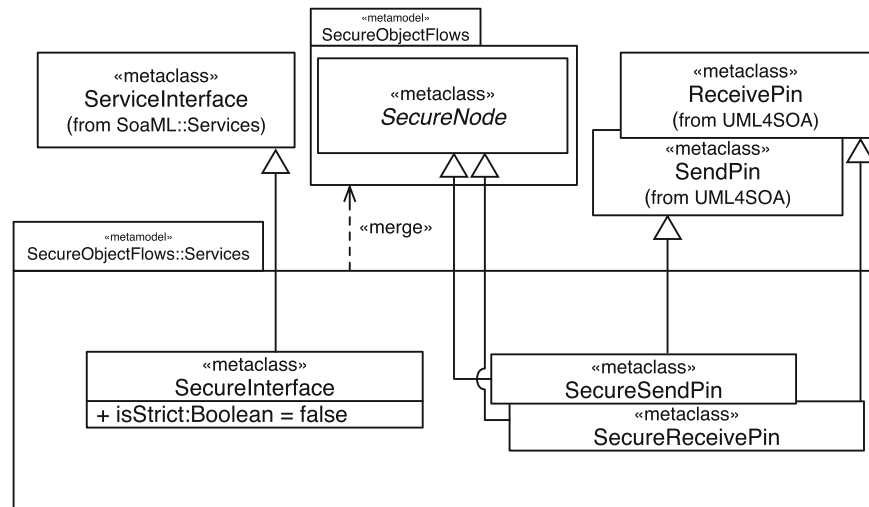 «metamodel»
SecureObjectFlows
«metaclass»
ServiceInterface
(from SoaML::Services)
«metaclass»
SecureNode
«metaclass»
ReceivePin
(from UML4SOA)
«metaclass»
SendPin
(from UML4SOA)
«merge»
«metamodel»
SecureObjectFlows::Services
«metaclass»
SecureInterface
+ isStrict:Boolean = false
«metaclass»
SecureSendPin
«metaclass»
SecureReceivePin